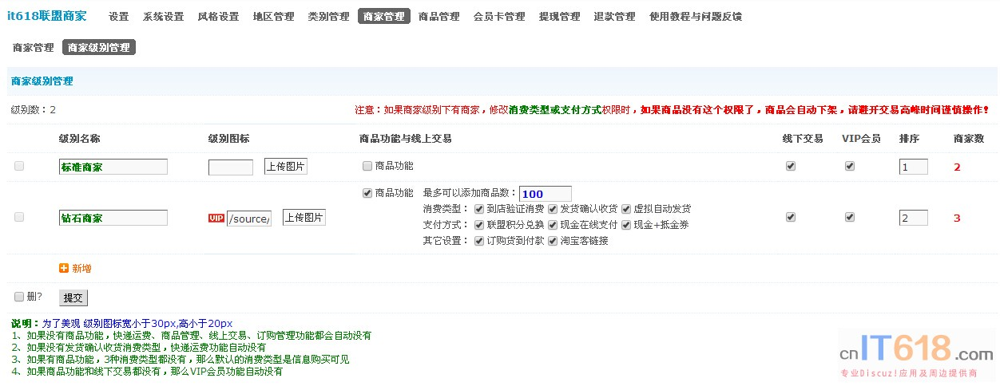 it618联盟商家 设置 系统设置 风格设置 地区管理 类别管理 商家管理 商品管理 会员卡管理 提现管理 退款管理 使用教程与问题反馈
商家管理 商家级别管理
商家级别管理
级别数：2 注意：如果商家级别下有商家，修改消费类型或支付方式权限时，如果商品没有这个权限了，商品会自动下架，请避开交易高峰时间谨慎操作！
级别名称 级别图标 商品功能与线上交易 线下交易 VIP会员 排序 商家数
标准商家 上传图片 商品功能 1 2
商品功能 最多可以添加商品数：100
钻石商家 VIP /source/ 上传图片 消费类型： 到店验证消费 发货确认收货 虚拟自动发货 2 3
支付方式： 联盟积分兑换 现金在线支付 现金+抵金券
其它设置： 订购货到付款 淘宝客链接
新增
删? 提交
说明：为了美观 级别图标宽小于30px,高小于20px
1、如果没有商品功能，快递运费、商品管理、线上交易、订购管理功能都会自动没有
2、如果没有发货确认收货消费类型，快递运费功能自动没有
3、如果有商品功能，3种消费类型都没有，那么默认的消费类型是信息购买可见
4、如果商品功能和线下交易都没有，那么VIP会员功能自动没有
cnIT618.com
专业Discuz!应用及周边提供商